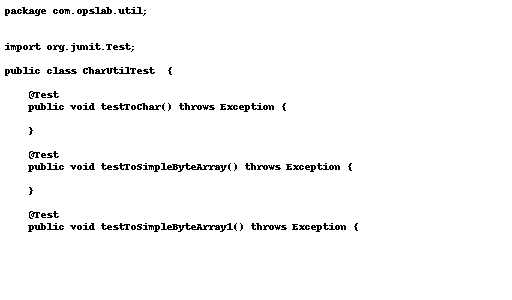 package com.opslab.util;
import org.junit.Test;
public class CharUtilTest  {
    @Test
    public void testToChar() throws Exception {
    }
    @Test
    public void testToSimpleByteArray() throws Exception {
    }
    @Test
    public void testToSimpleByteArray1() throws Exception {